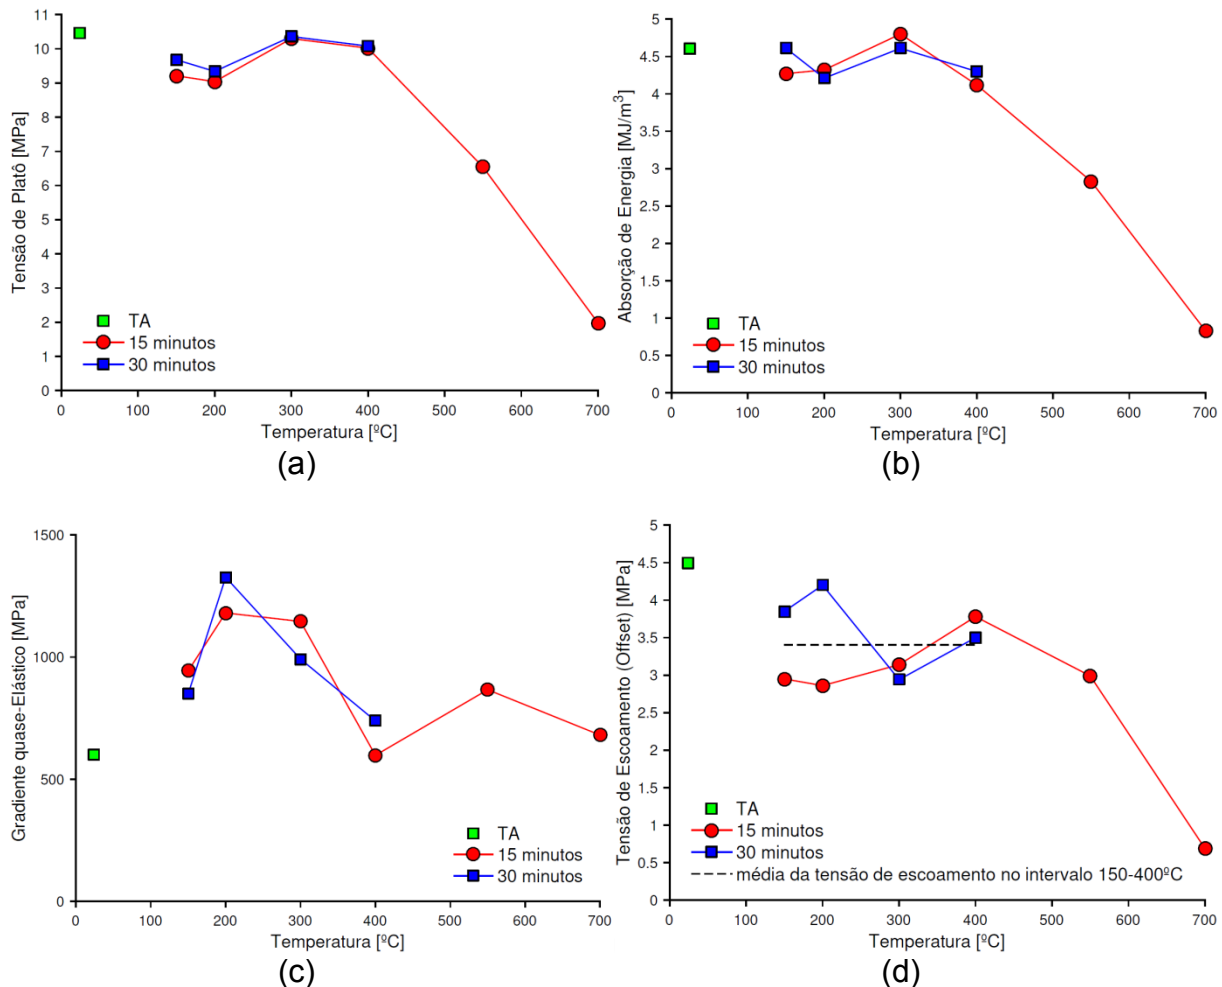 Tensão de Platô [MPa]
11
10
9
8
7
6
5
4
3
2
1
0
0 100 200 300 400 500 600 700
Temperatura [ºC]
TA
15 minutos
30 minutos
(a)
Absorção de Energia [MJ/m³]
5
4.5
4
3.5
3
2.5
2
1.5
1
0.5
0
0 100 200 300 400 500 600 700
Temperatura [ºC]
TA
15 minutos
30 minutos
(b)
Gradiente quase-Elástico [MPa]
1500
1000
500
0
0 100 200 300 400 500 600 700
Temperatura [ºC]
TA
15 minutos
30 minutos
(c)
Tensão de Escoamento (Offset) [MPa]
5
4.5
4
3.5
3
2.5
2
1.5
1
0.5
0
0 100 200 300 400 500 600 700
Temperatura [ºC]
TA
15 minutos
30 minutos
média da tensão de escoamento no intervalo 150-400ºC
(d)